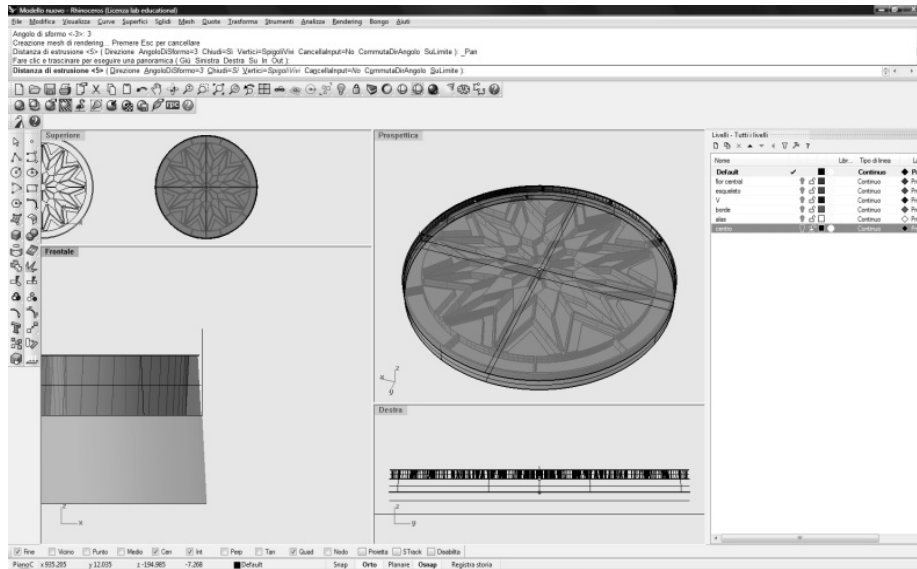 Modello nuovo - Rhinoceros (Licenza lab educational)
File Modifica Visualizza Curve Superfici Solidi Mesh Quote Trasforma Strumenti Analizza Rendering Bongo Aiuti
Angolo di sformo <-3>: 3
Creazione mesh di rendering... Premere Esc per cancellare
Distanza di estrusione <5> ( Direzione AngoloDiSformo=3 Chiudi=Sì Vertici=SpigoliVivi CancellaInput=No CommutaDirAngolo SuLimite ): _Pan
Fare clic e trascinare per eseguire una panoramica ( Giù Sinistra Destra Su In Out ):
Distanza di estrusione <5> ( Direzione AngoloDiSformo=3 Chiudi=Sì Vertici=SpigoliVivi CancellaInput=No CommutaDirAngolo SuLimite ):
rpc
Superiore
Prospettica
Livelli - Tutti i livelli
Nome Libr... Tipo di linea
Default Continuo
flor central Continuo
esqueleto Continuo
V Continuo
borde Continuo
alas Continuo
centro Continuo
Frontale
z
x
y
Destra
z
x
z
y
Fine Vicino Punto Medio Cen Int Perp Tan Quad Nodo Proietta STrack Disabilita
PianoC x 935.205 y 12.035 z -194.985 -7.268 Default Snap Orto Planare Osnap Registra storia